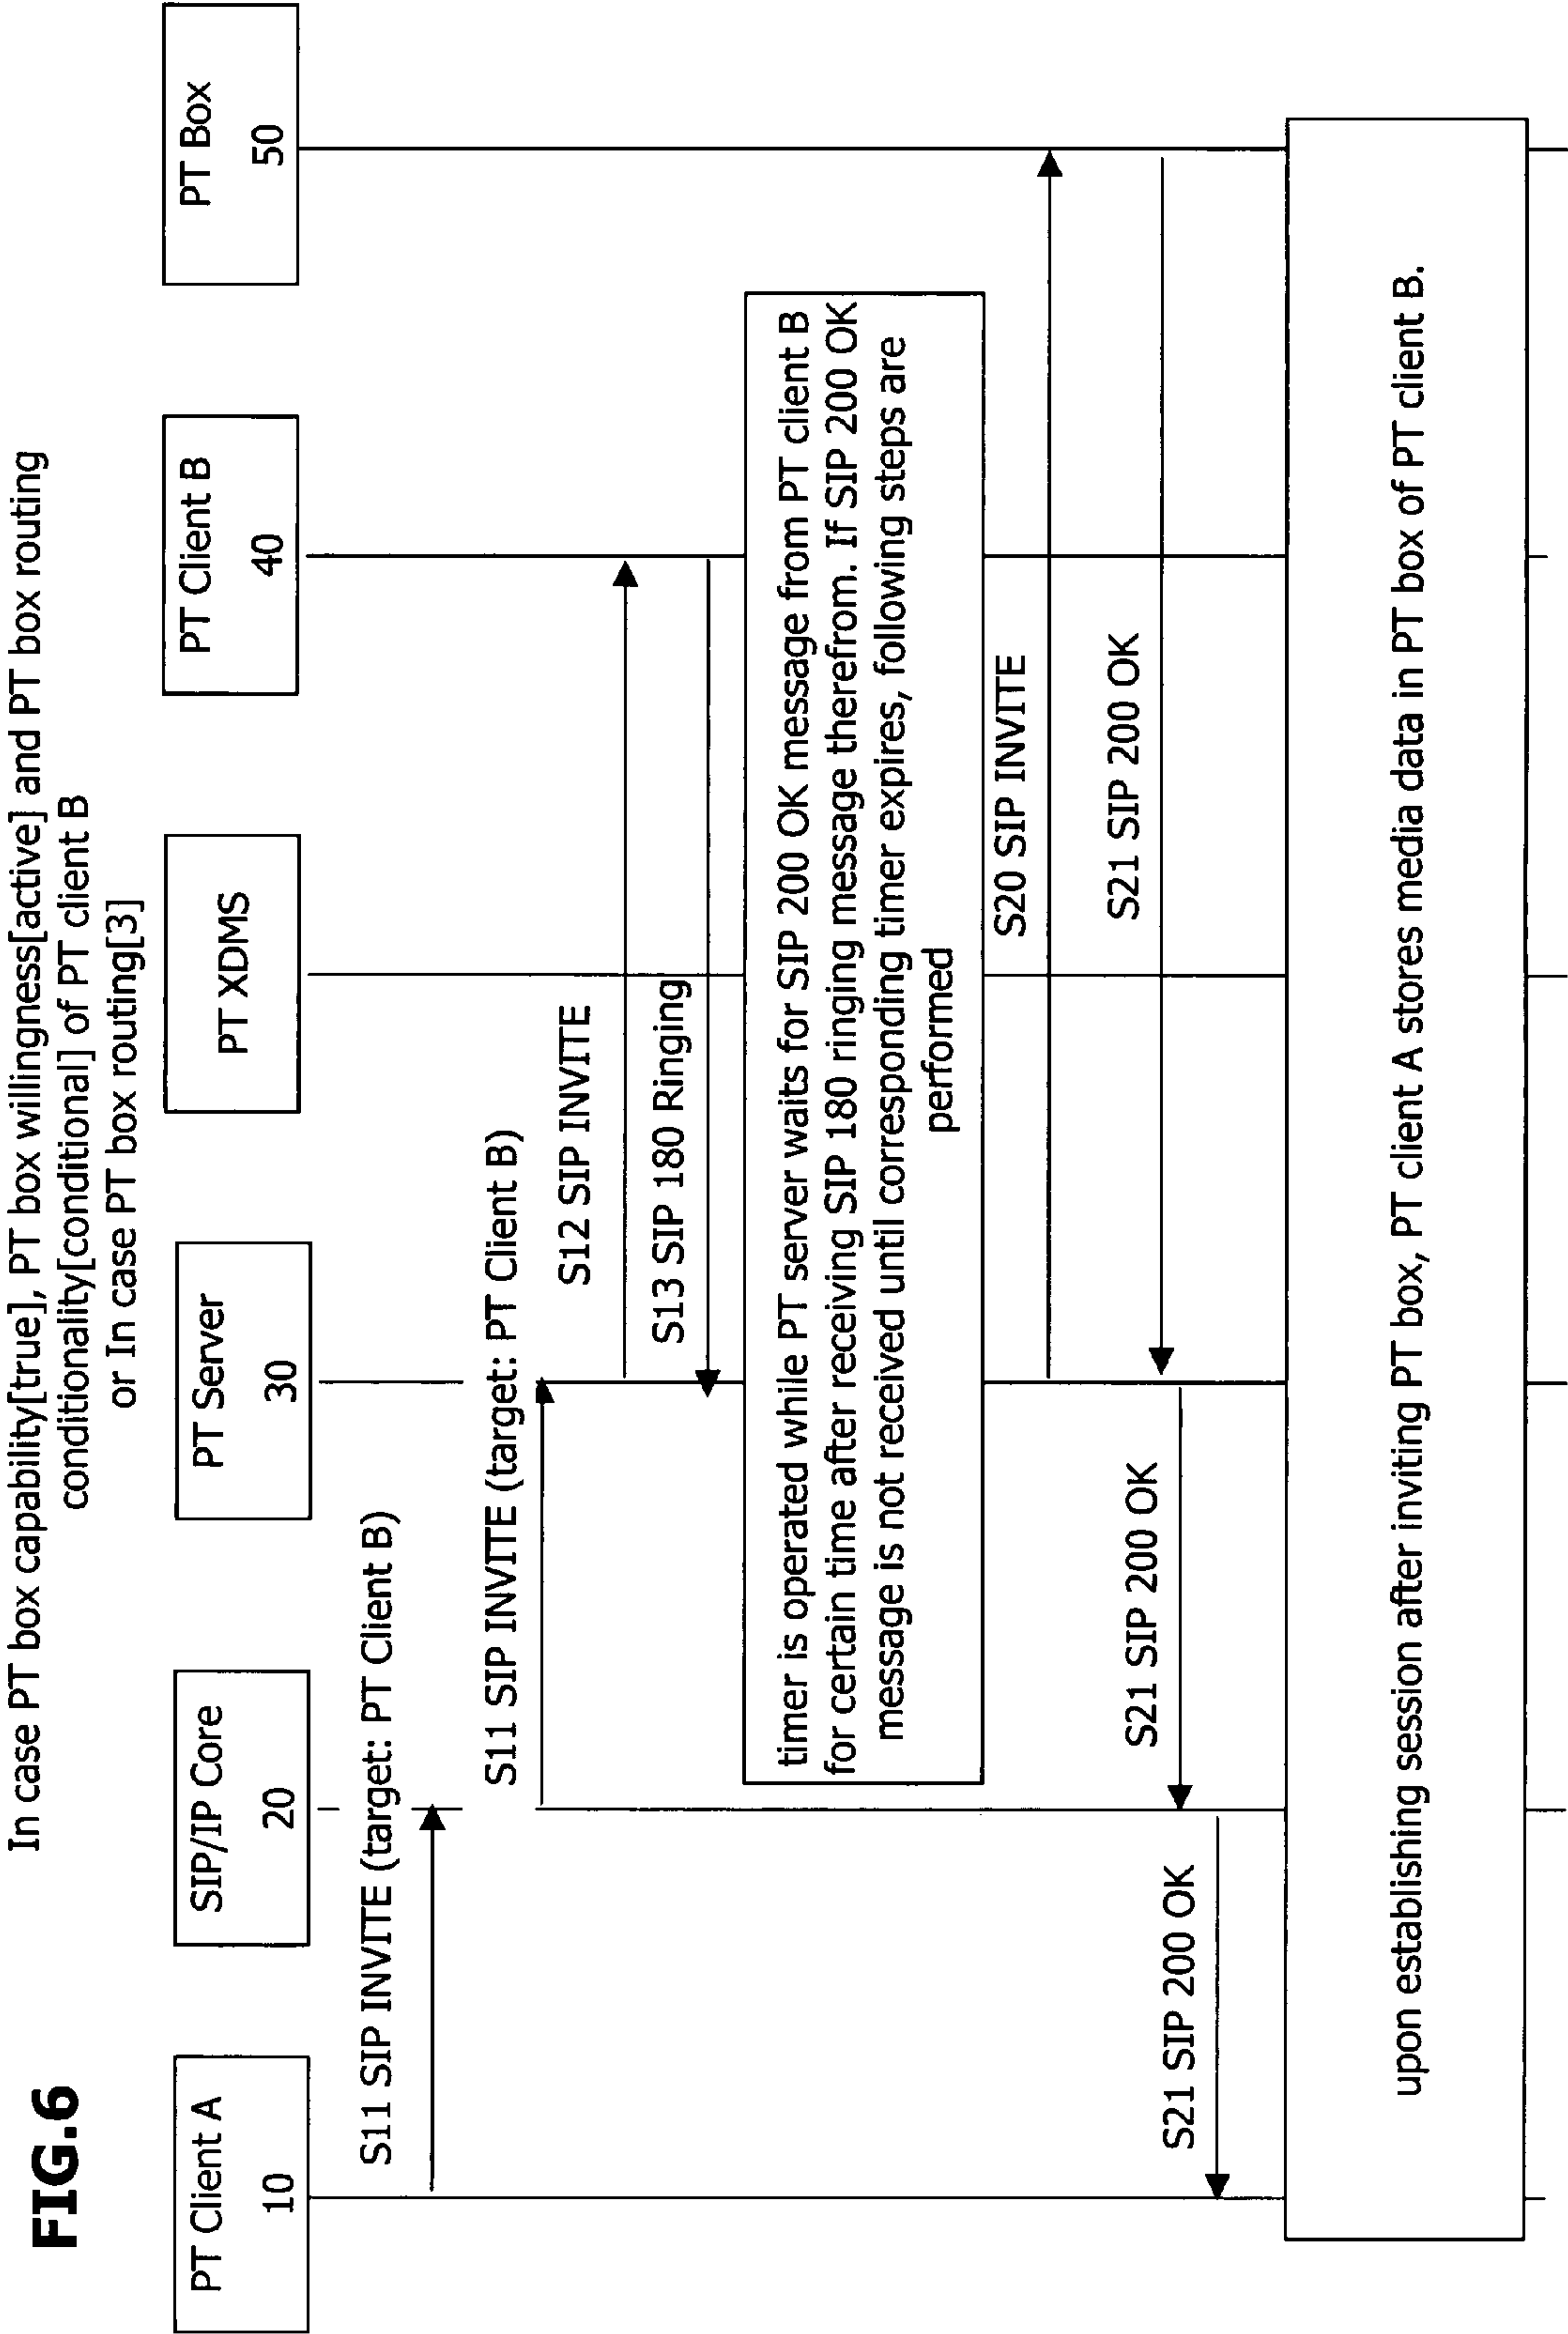 FIG.6
In case PT box capability[true], PT box willingness[active] and PT box routing
conditionality[conditional] of PT client B
or In case PT box routing[3]
PT Client A
10
SIP/IP Core
20
PT Server
30
PT XDMS
PT Client B
40
PT Box
50
S11 SIP INVITE (target: PT Client B)
S11 SIP INVITE (target: PT Client B)
S12 SIP INVITE
S13 SIP 180 Ringing
timer is operated while PT server waits for SIP 200 OK message from PT client B
for certain time after receiving SIP 180 ringing message therefrom. If SIP 200 OK
message is not received until corresponding timer expires, following steps are
performed
S20 SIP INVITE
S21 SIP 200 OK
S21 SIP 200 OK
S21 SIP 200 OK
upon establishing session after inviting PT box, PT client A stores media data in PT box of PT client B.